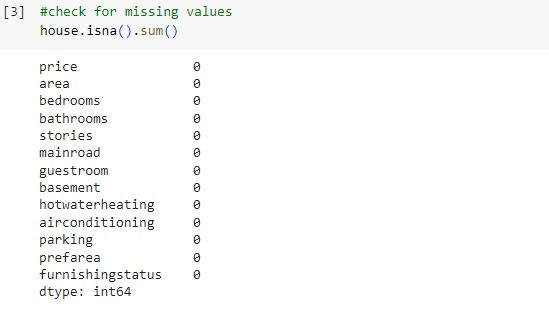 [3] #check for missing values
house.isna().sum()
price 0
area 0
bedrooms 0
bathrooms 0
stories 0
mainroad 0
guestroom 0
basement 0
hotwaterheating 0
airconditioning 0
parking 0
prefarea 0
furnishingstatus 0
dtype: int64